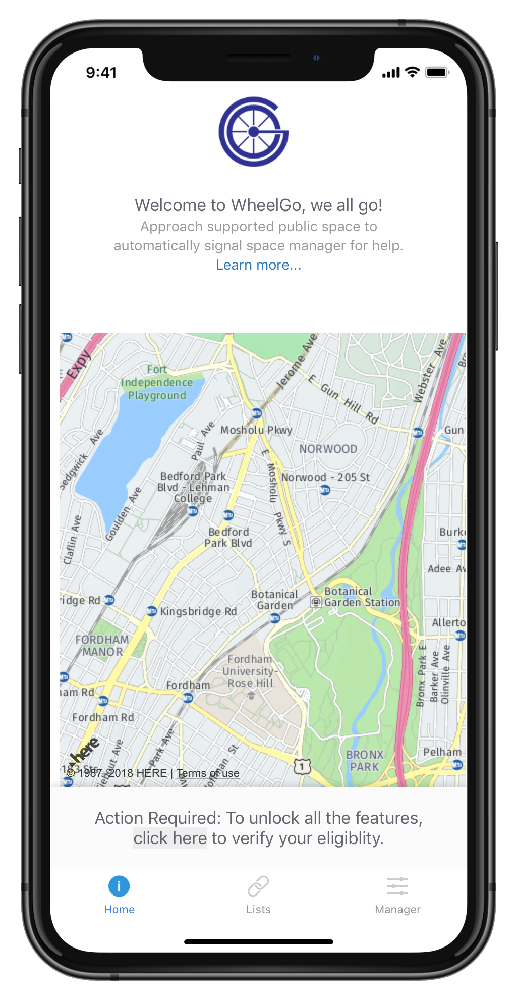 9:41
Welcome to WheelGo, we all go!
Approach supported public space to
automatically signal space manager for help.
Learn more...
Expy
Fort
Independence
Playground
Jerome Ave
E Gun Hill Rd
Webster Ave
Mosholu Pkwy
Gun
Paul Ave
NORWOOD
Sedgwick Ave
E Mosholu Pkwy S
Norwood - 205 St
Bedford Park
Blvd - Lehman
College
Goulden Ave
Claflin Ave
Bedford
Park Blvd
Burke
Adee Av
Botanical
Garden
Botanical
Garden Station
ridge Rd
Kingsbridge Rd
Allerto
FORDHAM
MANOR
Bronx Park E
Barker Ave
Olinville Ave
Fordham
University-
Rose Hill
Fordham
am Rd
Fordham Rd
here
Park Ave
BRONX
PARK
Pelham
1
© 1987–2018 HERE | Terms of use
Action Required: To unlock all the features,
click here to verify your eligiblity.
Home
Lists
Manager